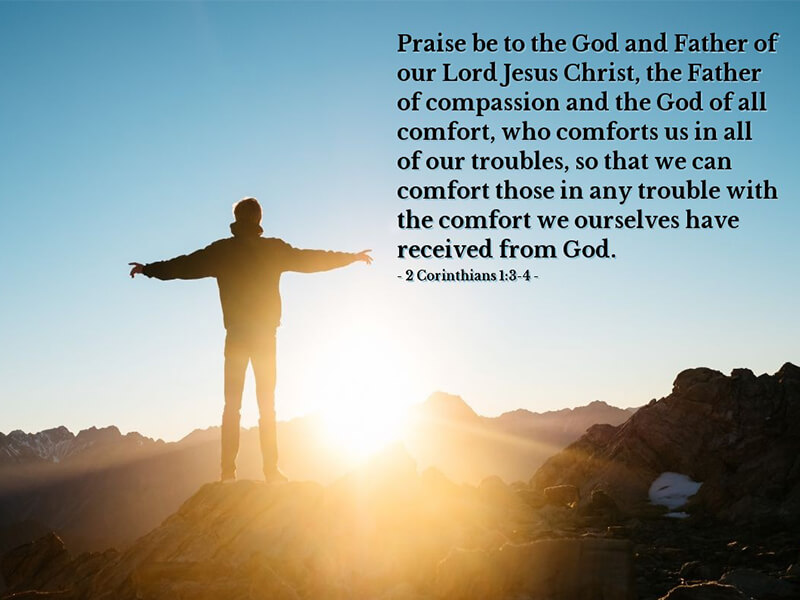 Praise be to the God and Father of
our Lord Jesus Christ, the Father
of compassion and the God of all
comfort, who comforts us in all
of our troubles, so that we can
comfort those in any trouble with
the comfort we ourselves have
received from God.
- 2 Corinthians 1:3-4 -